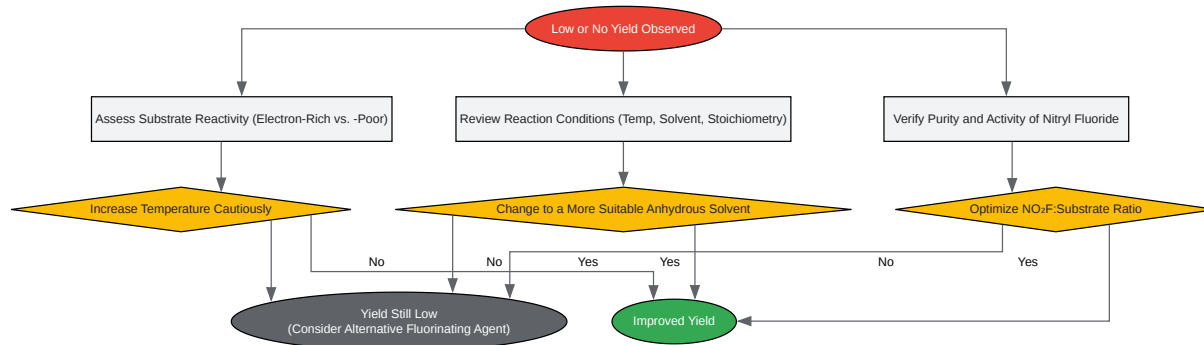 Low or No Yield Observed
Assess Substrate Reactivity (Electron-Rich vs. -Poor)
Review Reaction Conditions (Temp, Solvent, Stoichiometry)
Verify Purity and Activity of Nitryl Fluoride
Increase Temperature Cautiously
Change to a More Suitable Anhydrous Solvent
Optimize NO₂F:Substrate Ratio
No
No
Yes
Yes
No
Yes
Yield Still Low
(Consider Alternative Fluorinating Agent)
Improved Yield